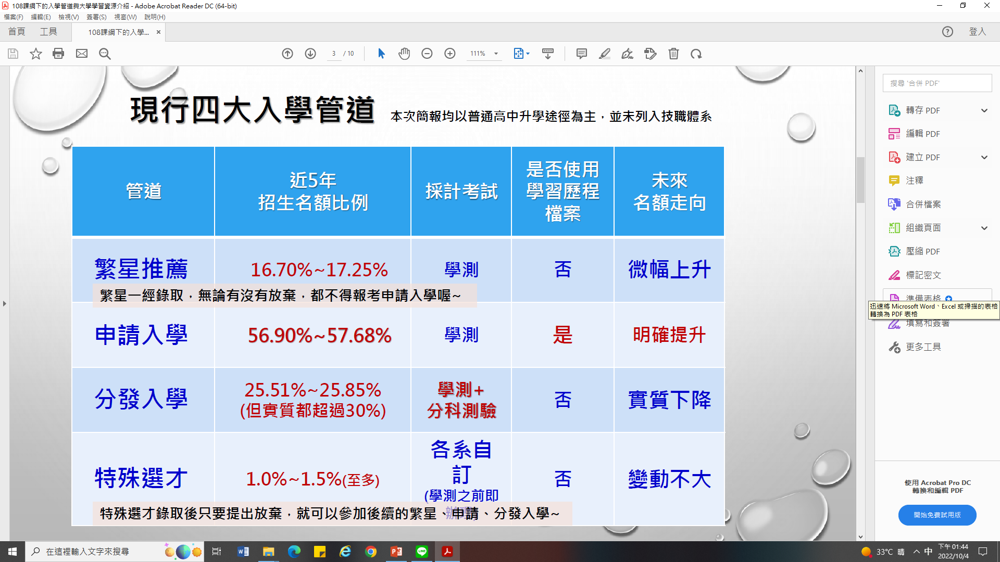 108課綱下的入學管道與大學學習資源介紹 - Adobe Acrobat Reader DC (64-bit)
檔案(F) 編輯(E) 檢視(V) 簽署(S) 視窗(W) 說明(H)
首頁 工具 108課綱下的入學... × 登入
3 / 10 111%
現行四大入學管道 本次簡報均以普通高中升學途徑為主，並未列入技職體系
管道
近5年
招生名額比例
採計考試
是否使用
學習歷程
檔案
未來
名額走向
繁星推薦 16.70%~17.25% 學測 否 微幅上升
繁星一經錄取，無論有沒有放棄，都不得報考申請入學喔~
申請入學 56.90%~57.68% 學測 是 明確提升
分發入學
25.51%~25.85%
(但實質都超過30%)
學測+
分科測驗
否 實質下降
特殊選才 1.0%~1.5%(至多)
各系自
訂
(學測之前即
辦理)
否 變動不大
特殊選才錄取後只要提出放棄，就可以參加後續的繁星、申請、分發入學~
搜尋 '合併 PDF'
轉存 PDF
編輯 PDF
建立 PDF
注釋
合併檔案
組織頁面
壓縮 PDF
標記密文
準備表格
迅速將 Microsoft Word、Excel 或掃描的表格
轉換為 PDF 表格
填寫和簽署
更多工具
使用 Acrobat Pro DC
轉換和編輯 PDF
開始免費試用版
在這裡輸入文字來搜尋
33°C 晴 中 下午 01:44
2022/10/4